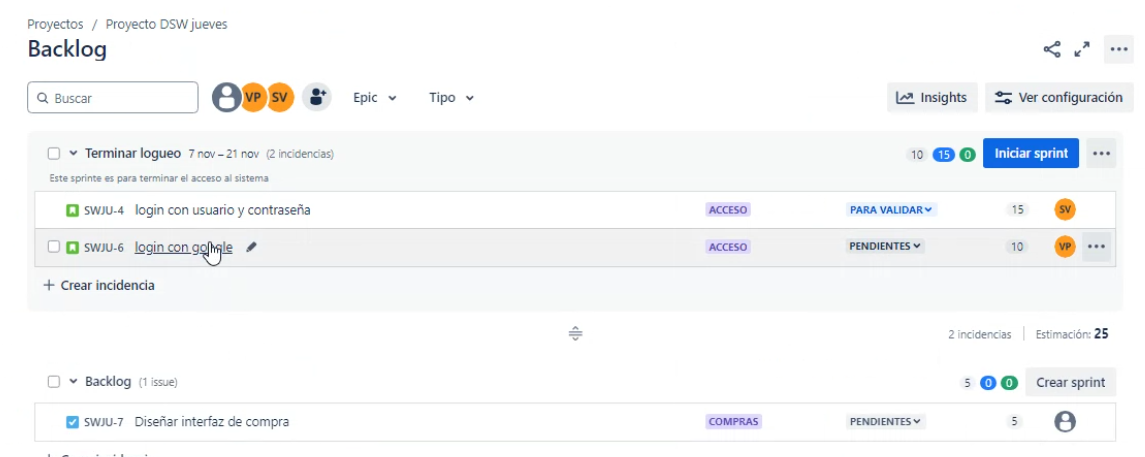 Proyectos / Proyecto DSW jueves
Backlog
Buscar VP SV Epic Tipo Insights Ver configuración
Terminar logueo 7 nov – 21 nov (2 incidencias) 10 15 0 Iniciar sprint
Este sprinte es para terminar el acceso al sistema
SWJU-4 login con usuario y contraseña ACCESO PARA VALIDAR 15 SV
SWJU-6 login con google ACCESO PENDIENTES 10 VP
+ Crear incidencia
2 incidencias Estimación: 25
Backlog (1 issue) 5 0 0 Crear sprint
SWJU-7 Diseñar interfaz de compra COMPRAS PENDIENTES 5